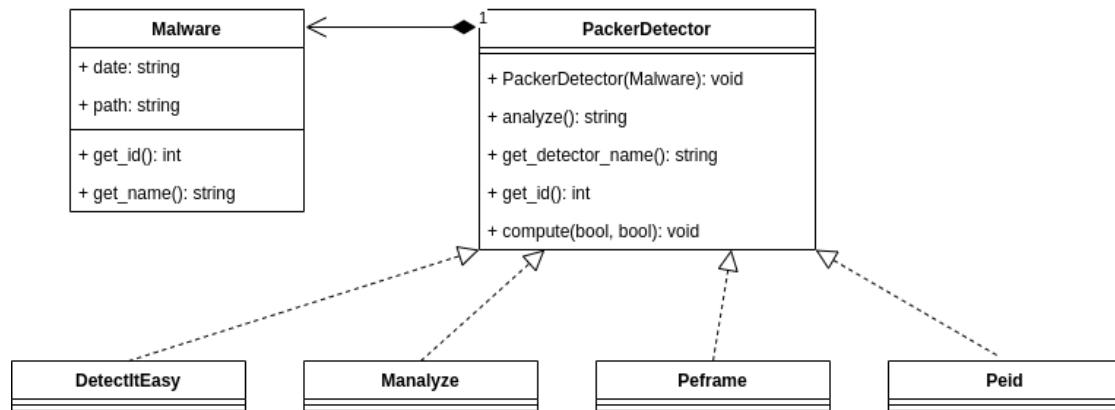 Malware
+ date: string
+ path: string
+ get_id(): int
+ get_name(): string
1
PackerDetector
+ PackerDetector(Malware): void
+ analyze(): string
+ get_detector_name(): string
+ get_id(): int
+ compute(bool, bool): void
DetectItEasy
Manalyze
Peframe
Peid